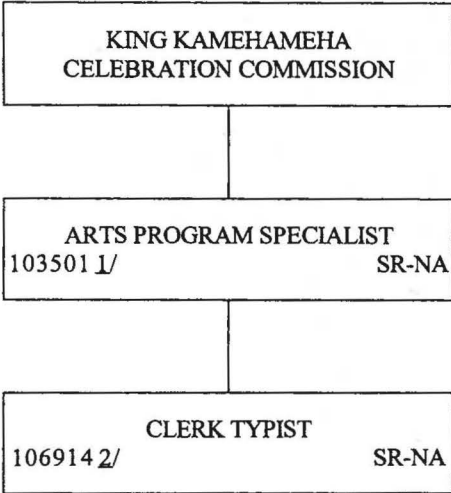 KING KAMEHAMEHA
CELEBRATION COMMISSION
ARTS PROGRAM SPECIALIST
103501 1/ SR-NA
CLERK TYPIST
106914 2/ SR-NA